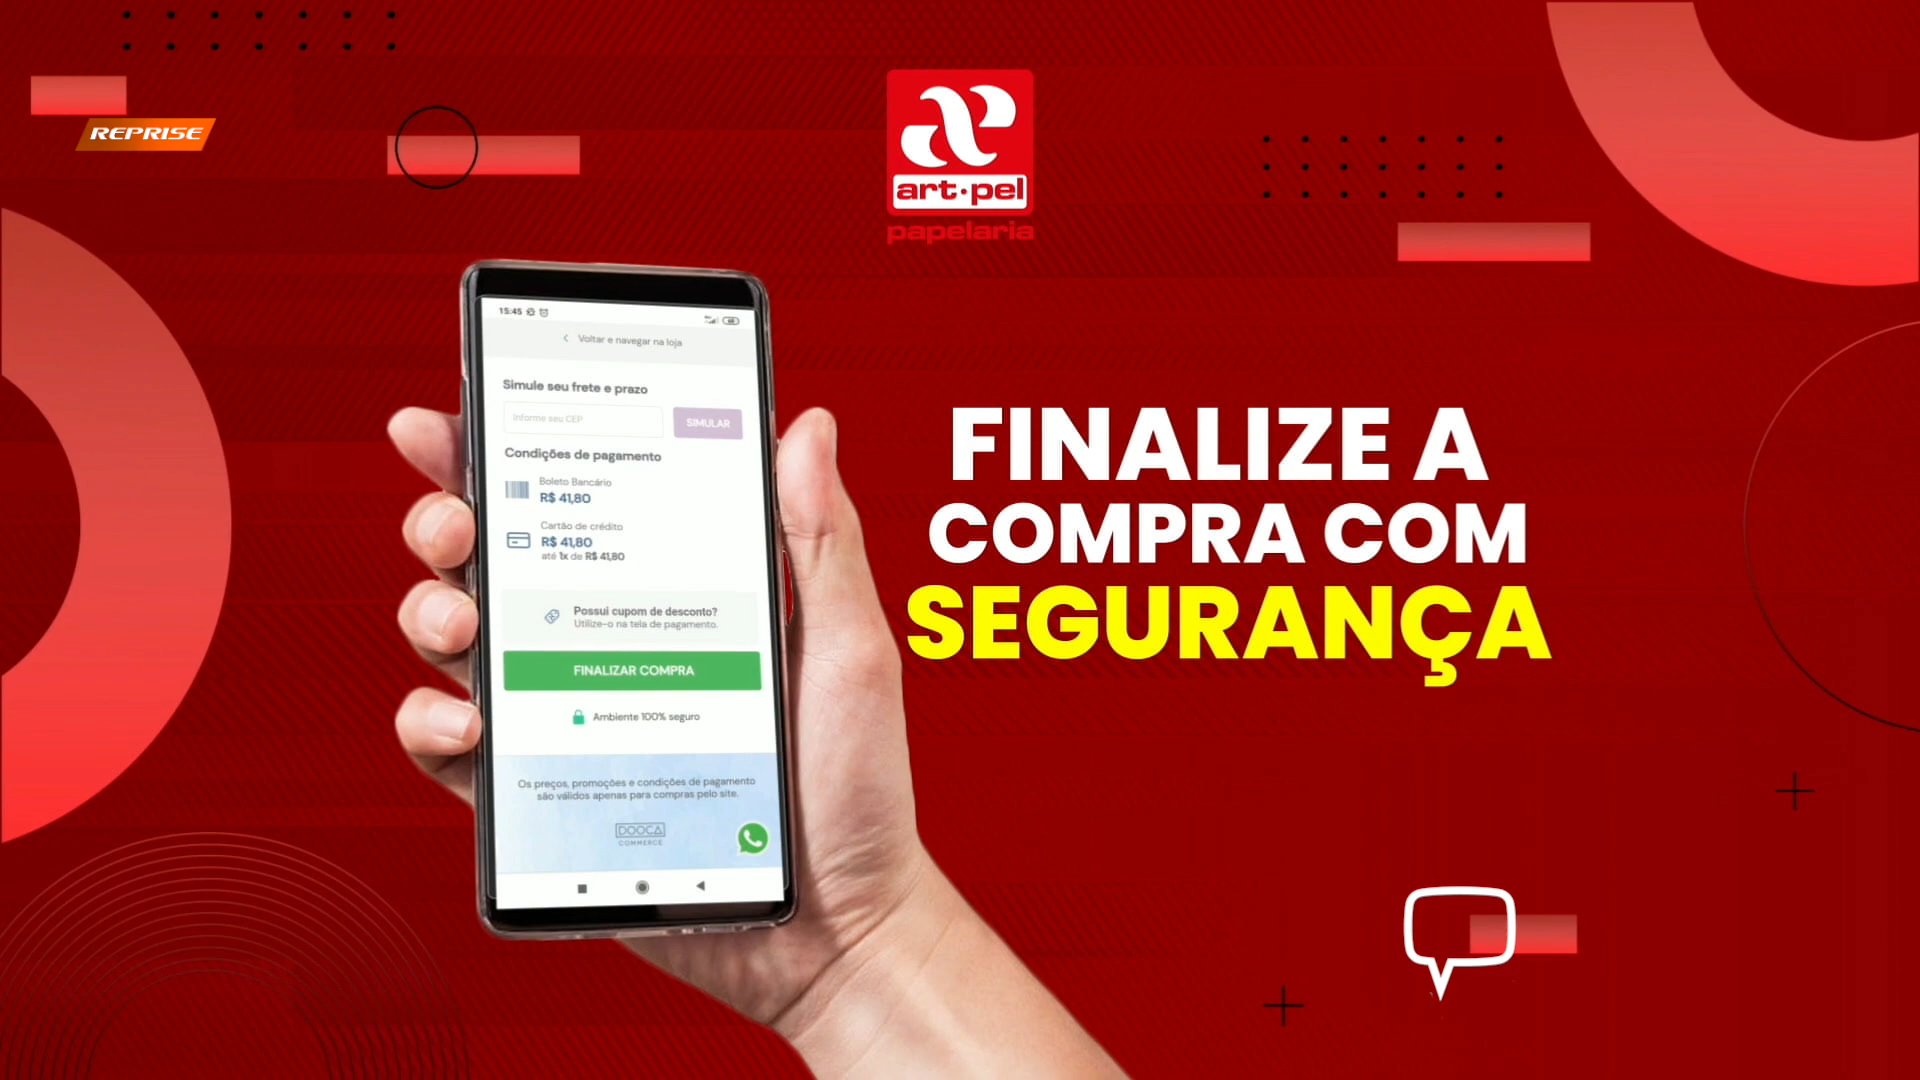 REPRISE
art·pel
papelaria
15:45
Voltar e navegar na loja
Simule seu frete e prazo
Informe seu CEP
SIMULAR
Condições de pagamento
Boleto Bancário
R$ 41,80
Cartão de crédito
R$ 41,80
até 1x de R$ 41,80
Possui cupom de desconto?
Utilize-o na tela de pagamento.
FINALIZAR COMPRA
Ambiente 100% seguro
Os preços, promoções e condições de pagamento
são válidos apenas para compras pelo site.
DOOCA
COMMERCE
FINALIZE A
COMPRA COM
SEGURANÇA